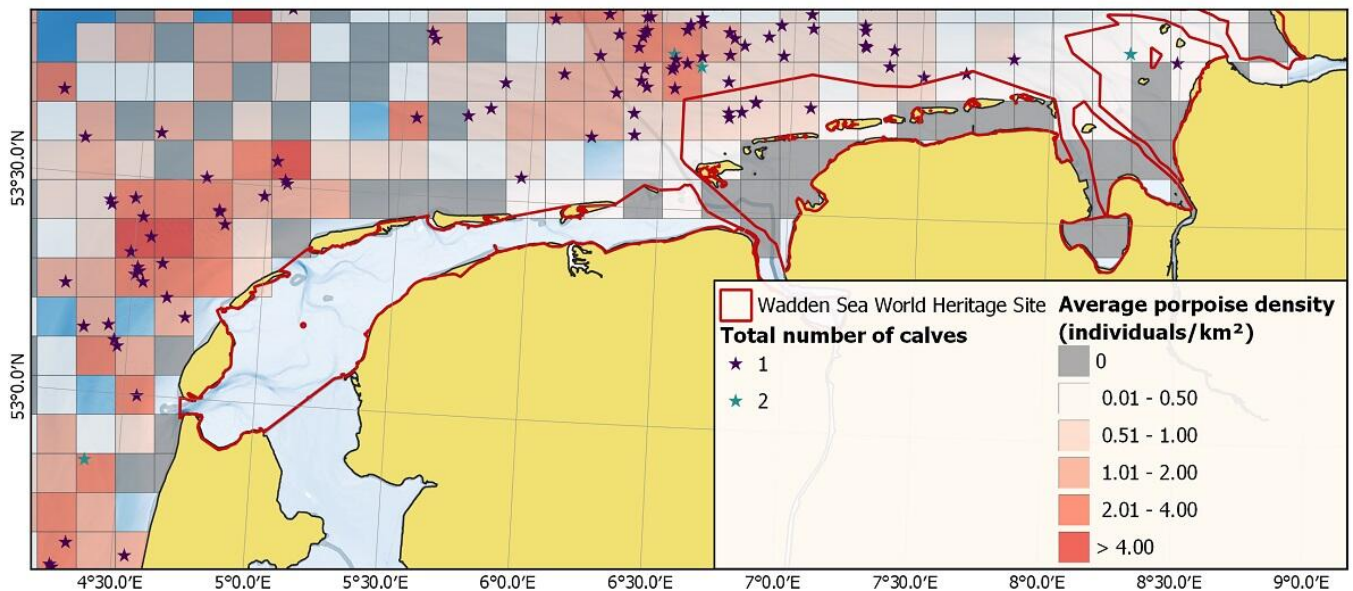 53°30.0'N
53°0.0'N
Wadden Sea World Heritage Site
Total number of calves
1
2
Average porpoise density
(individuals/km²)
0
0.01 - 0.50
0.51 - 1.00
1.01 - 2.00
2.01 - 4.00
> 4.00
4°30.0'E 5°0.0'E 5°30.0'E 6°0.0'E 6°30.0'E 7°0.0'E 7°30.0'E 8°0.0'E 8°30.0'E 9°0.0'E